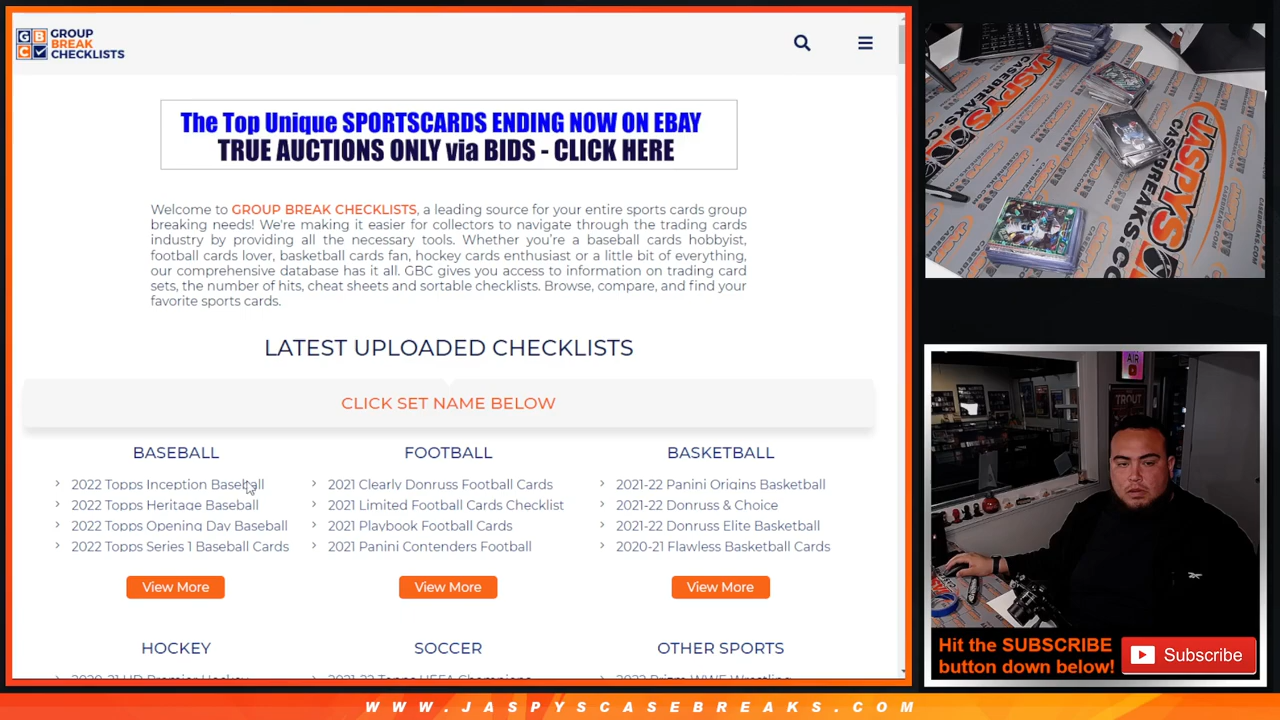 GROUP
BREAK
CHECKLISTS
G B
C
The Top Unique SPORTSCARDS ENDING NOW ON EBAY
TRUE AUCTIONS ONLY via BIDS - CLICK HERE
Welcome to GROUP BREAK CHECKLISTS, a leading source for your entire sports cards group
breaking needs! We're making it easier for collectors to navigate through the trading cards
industry by providing all the necessary tools. Whether you're a baseball cards hobbyist,
football cards lover, basketball cards fan, hockey cards enthusiast or a little bit of everything,
our comprehensive database has it all. GBC gives you access to information on trading card
sets, the number of hits, cheat sheets and sortable checklists. Browse, compare, and find your
favorite sports cards.
LATEST UPLOADED CHECKLISTS
CLICK SET NAME BELOW
BASEBALL
2022 Topps Inception Baseball
2022 Topps Heritage Baseball
2022 Topps Opening Day Baseball
2022 Topps Series 1 Baseball Cards
View More
FOOTBALL
2021 Clearly Donruss Football Cards
2021 Limited Football Cards Checklist
2021 Playbook Football Cards
2021 Panini Contenders Football
View More
BASKETBALL
2021-22 Panini Origins Basketball
2021-22 Donruss & Choice
2021-22 Donruss Elite Basketball
2020-21 Flawless Basketball Cards
View More
HOCKEY
SOCCER
OTHER SPORTS
JASPYS
CASEBREAKS
JASPYS
CASEBREAKS.CO
AIR
TROUT
Hit the SUBSCRIBE
button down below!
Subscribe
WWW.JASPYSCASEBREAKS.COM